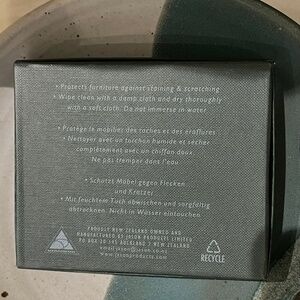 • Protects furniture against staining & scratching
• Wipe clean with a damp cloth and dry thoroughly
with a soft cloth. Do not immerse in water
• Protège le mobilier des taches et des éraflures
• Nettoyer avec un torchon humide et sécher
complètement avec un chiffon doux.
Ne pas tremper dans l'eau
• Schützt Möbel gegen Flecken
und Kratzer
• Mit feuchtem Tuch abwischen und sorgfältig
abtrocknen. Nicht in Wasser eintauchen
PROUDLY NEW ZEALAND OWNED AND
MANUFACTURED BY JASON PRODUCTS LIMITED
AUCKLAND / NEW ZEALAND
www.jasonproducts.com
RECYCLE